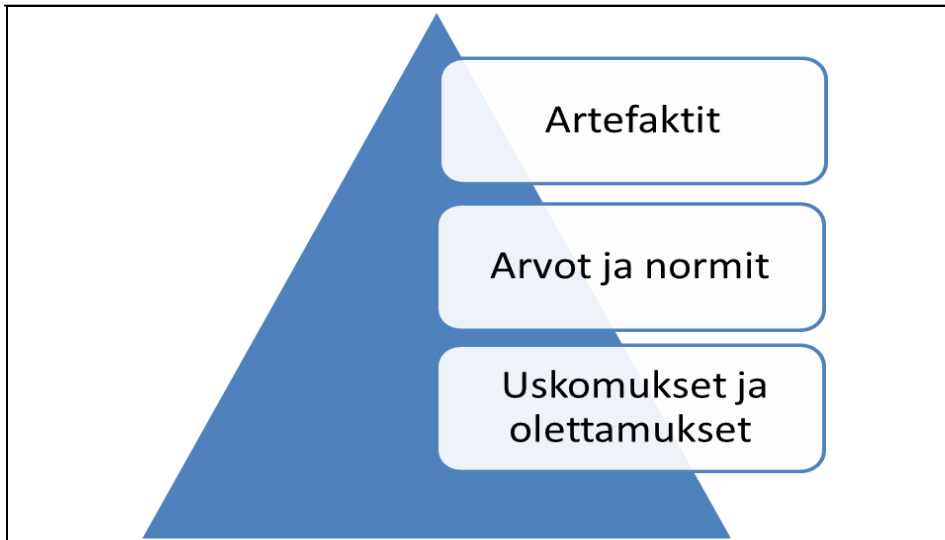 Artefaktit
Arvot ja normit
Uskomukset ja
olettamukset